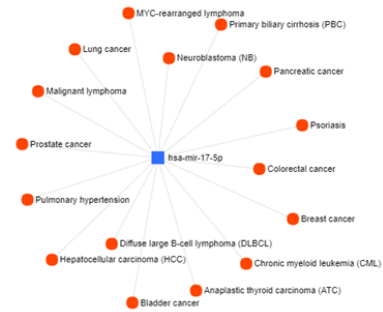 MYC-rearranged lymphoma
Primary biliary cirrhosis (PBC)
Lung cancer
Neuroblastoma (NB)
Pancreatic cancer
Malignant lymphoma
Psoriasis
Prostate cancer
hsa-mir-17-5p
Colorectal cancer
Pulmonary hypertension
Breast cancer
Diffuse large B-cell lymphoma (DLBCL)
Hepatocellular carcinoma (HCC)
Chronic myeloid leukemia (CML)
Anaplastic thyroid carcinoma (ATC)
Bladder cancer